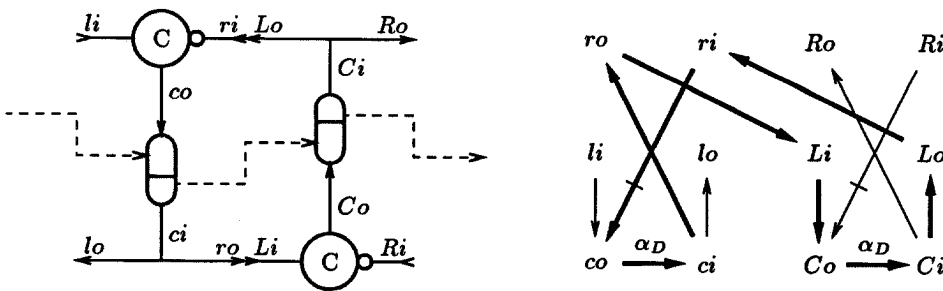 li C ri Lo Ro
co Ci
Co
lo ci ro Li C Ri
ro ri Ro Ri
li lo Li Lo
co α_D ci Co α_D Ci